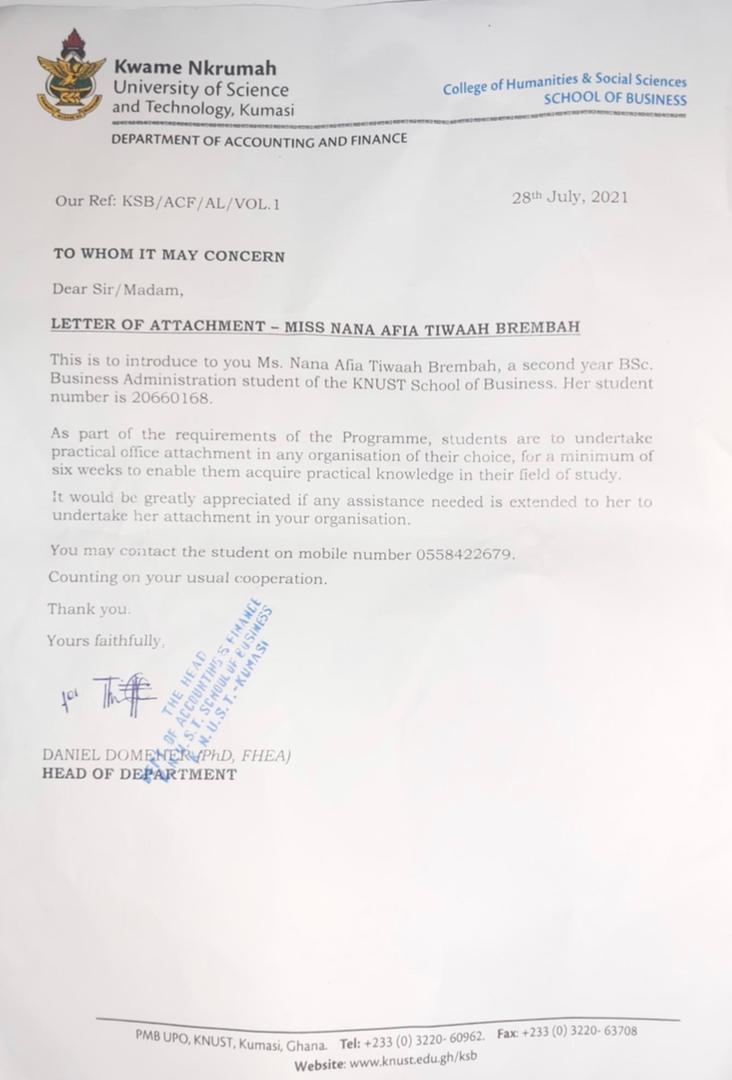 Kwame Nkrumah
University of Science
and Technology, Kumasi
College of Humanities & Social Sciences
SCHOOL OF BUSINESS
DEPARTMENT OF ACCOUNTING AND FINANCE
Our Ref: KSB/ACF/AL/VOL.1
28th July, 2021
TO WHOM IT MAY CONCERN
Dear Sir/Madam,
LETTER OF ATTACHMENT – MISS NANA AFIA TIWAAH BREMBAH
This is to introduce to you Ms. Nana Afia Tiwaah Brembah, a second year BSc.
Business Administration student of the KNUST School of Business. Her student
number is 20660168.
As part of the requirements of the Programme, students are to undertake
practical office attachment in any organisation of their choice, for a minimum of
six weeks to enable them acquire practical knowledge in their field of study.
It would be greatly appreciated if any assistance needed is extended to her to
undertake her attachment in your organisation.
You may contact the student on mobile number 0558422679.
Counting on your usual cooperation.
Thank you.
Yours faithfully,
for
THE HEAD
DEPT. OF ACCOUNTING & FINANCE
K.N.U.S.T. SCHOOL OF BUSINESS
K.N.U.S.T.-KUMASI
DANIEL (PhD, FHEA)
HEAD OF DEPARTMENT
PMB UPO, KNUST, Kumasi, Ghana. Tel: +233 (0) 3220- 60962. Fax: +233 (0) 3220- 63708
Website: www.knust.edu.gh/ksb